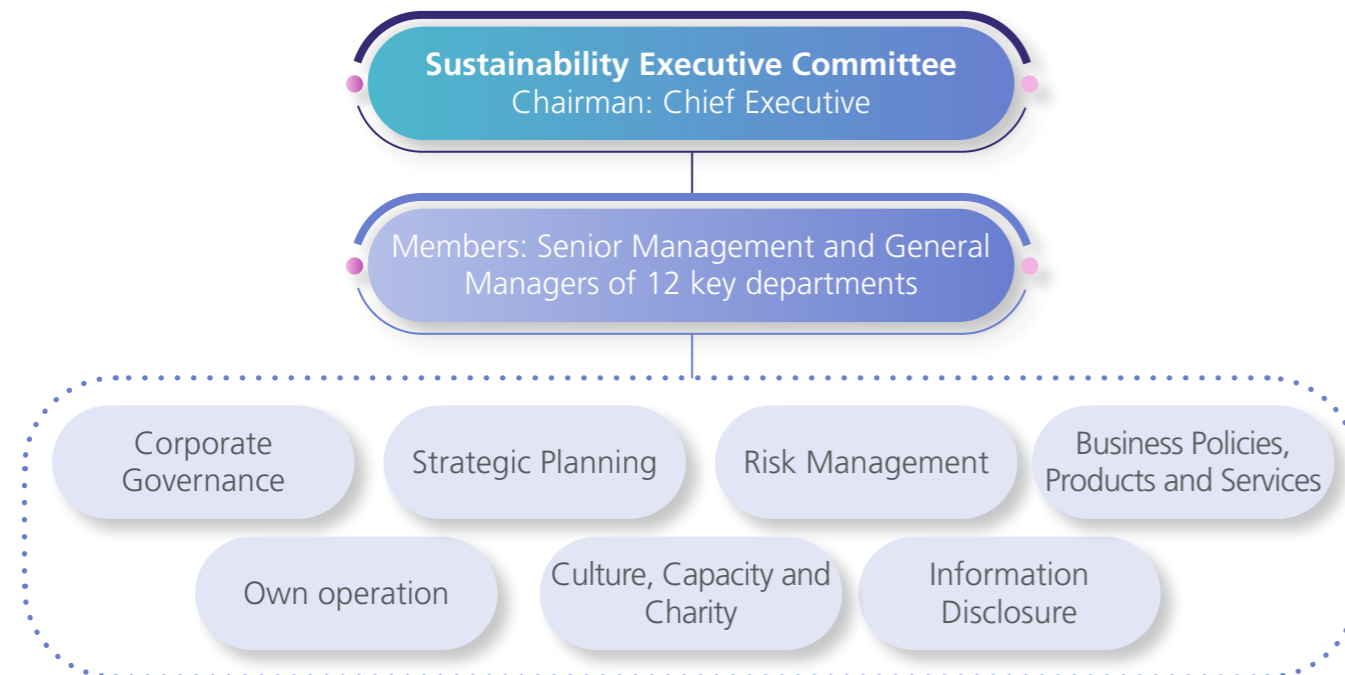 Sustainability Executive Committee
Chairman: Chief Executive
Members: Senior Management and General
Managers of 12 key departments
Corporate
Governance
Strategic Planning
Risk Management
Business Policies,
Products and Services
Own operation
Culture, Capacity and
Charity
Information
Disclosure